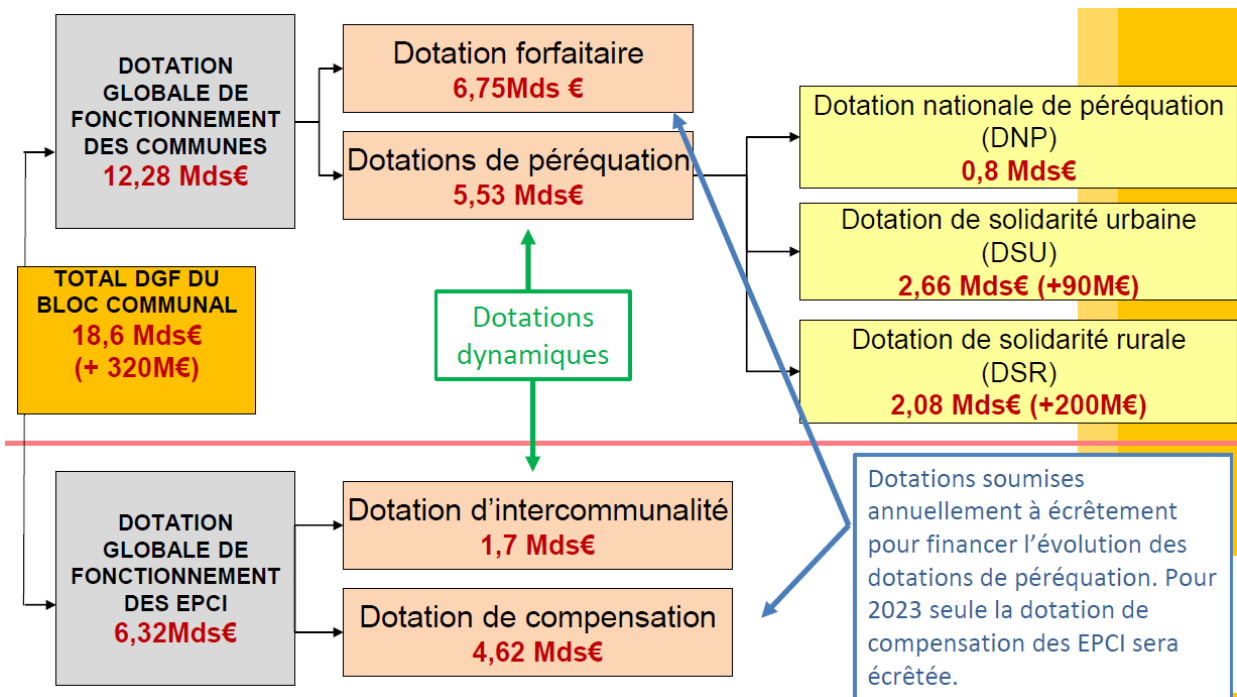 DOTATION
GLOBALE DE
FONCTIONNEMENT
DES COMMUNES
12,28 Mds€
Dotation forfaitaire
6,75Mds €
Dotations de péréquation
5,53 Mds€
Dotation nationale de péréquation
(DNP)
0,8 Mds€
Dotation de solidarité urbaine
(DSU)
2,66 Mds€ (+90M€)
Dotation de solidarité rurale
(DSR)
2,08 Mds€ (+200M€)
TOTAL DGF DU
BLOC COMMUNAL
18,6 Mds€
(+ 320M€)
Dotations
dynamiques
DOTATION
GLOBALE DE
FONCTIONNEMENT
DES EPCI
6,32Mds€
Dotation d’intercommunalité
1,7 Mds€
Dotation de compensation
4,62 Mds€
Dotations soumises
annuellement à écrêtement
pour financer l’évolution des
dotations de péréquation. Pour
2023 seule la dotation de
compensation des EPCI sera
écrêtée.